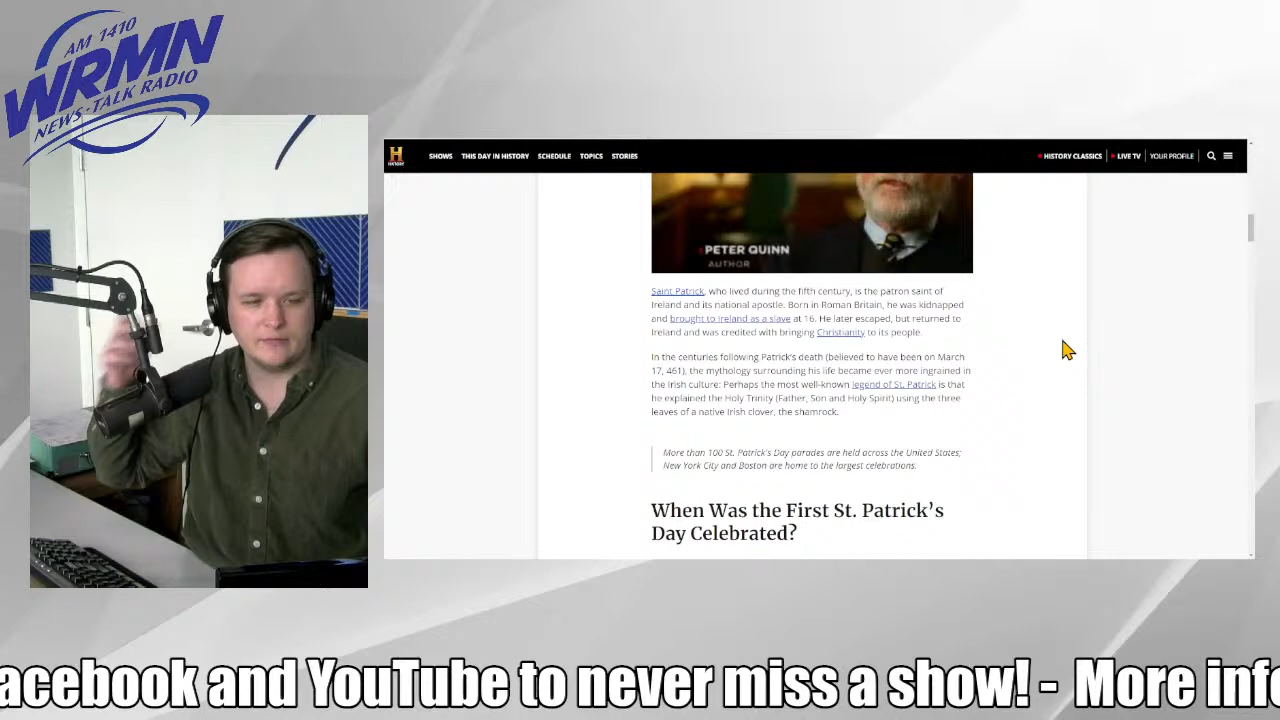 AM 1410
WRMN
NEWS-TALK RADIO
H
HISTORY
SHOWS THIS DAY IN HISTORY SCHEDULE TOPICS STORIES
HISTORY CLASSICS LIVE TV YOUR PROFILE
PETER QUINN
AUTHOR
Saint Patrick, who lived during the fifth century, is the patron saint of
Ireland and its national apostle. Born in Roman Britain, he was kidnapped
and brought to Ireland as a slave at 16. He later escaped, but returned to
Ireland and was credited with bringing Christianity to its people.
In the centuries following Patrick's death (believed to have been on March
17, 461), the mythology surrounding his life became ever more ingrained in
the Irish culture: Perhaps the most well-known legend of St. Patrick is that
he explained the Holy Trinity (Father, Son and Holy Spirit) using the three
leaves of a native Irish clover, the shamrock.
More than 100 St. Patrick's Day parades are held across the United States;
New York City and Boston are home to the largest celebrations.
When Was the First St. Patrick's
Day Celebrated?
acebook and YouTube to never miss a show! - More info